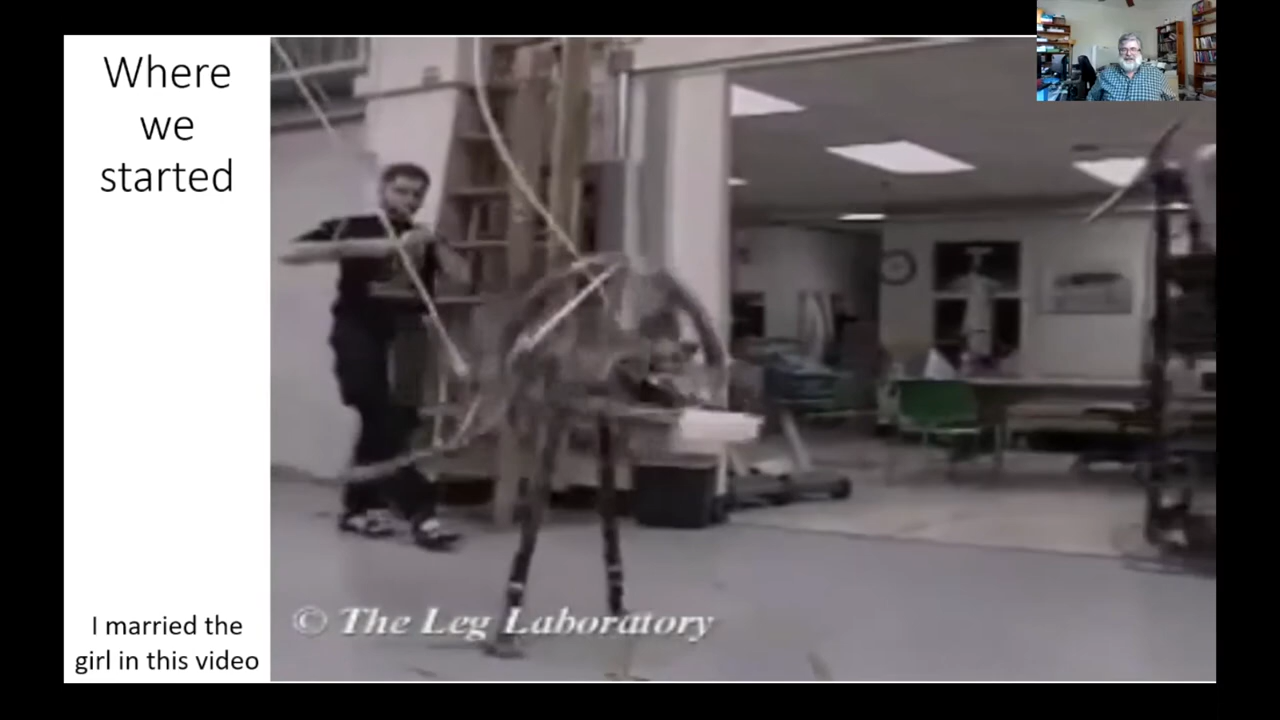 Where
we
started
I married the
girl in this video
© The Leg Laboratory